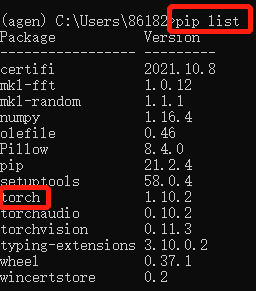 (agen) C:\Users\86182>pip list
Package Version
----------------- ---------
certifi 2021.10.8
mkl-fft 1.0.12
mkl-random 1.1.1
numpy 1.16.4
olefile 0.46
Pillow 8.4.0
pip 21.2.4
setuptools 58.0.4
torch 1.10.2
torchaudio 0.10.2
torchvision 0.11.3
typing-extensions 3.10.0.2
wheel 0.37.1
wincertstore 0.2